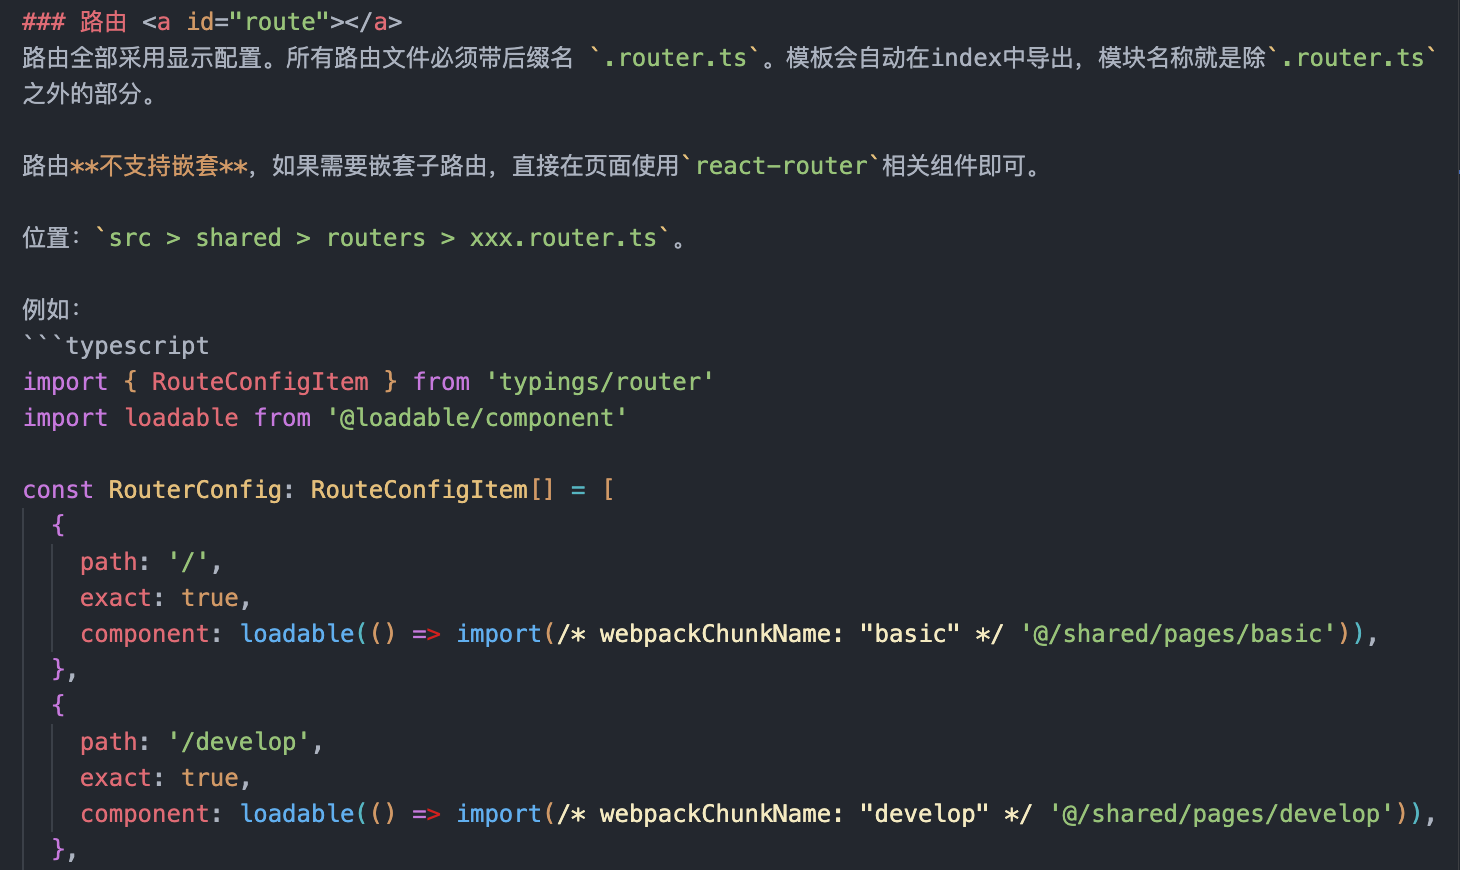 ### 路由 <a id="route"></a>
路由全部采用显示配置。所有路由文件必须带后缀名 `.router.ts`。模板会自动在index中导出，模块名称就是除`.router.ts`
之外的部分。
路由**不支持嵌套**，如果需要嵌套子路由，直接在页面使用`react-router`相关组件即可。
位置：`src > shared > routers > xxx.router.ts`。
例如：
```typescript
import { RouteConfigItem } from 'typings/router'
import loadable from '@loadable/component'
const RouterConfig: RouteConfigItem[] = [
  {
    path: '/',
    exact: true,
    component: loadable(() => import(/* webpackChunkName: "basic" */ '@/shared/pages/basic')),
  },
  {
    path: '/develop',
    exact: true,
    component: loadable(() => import(/* webpackChunkName: "develop" */ '@/shared/pages/develop')),
  },